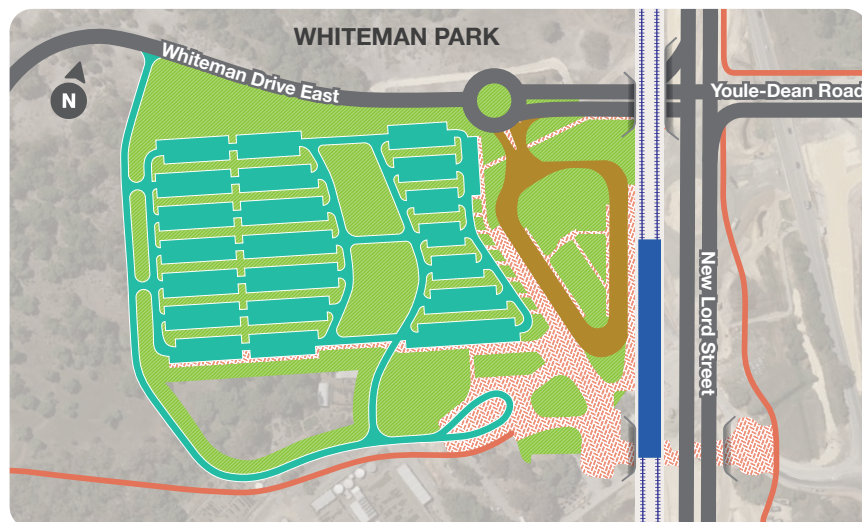 WHITEMAN PARK
Whiteman Drive East
N
Youle-Dean Road
New Lord Street